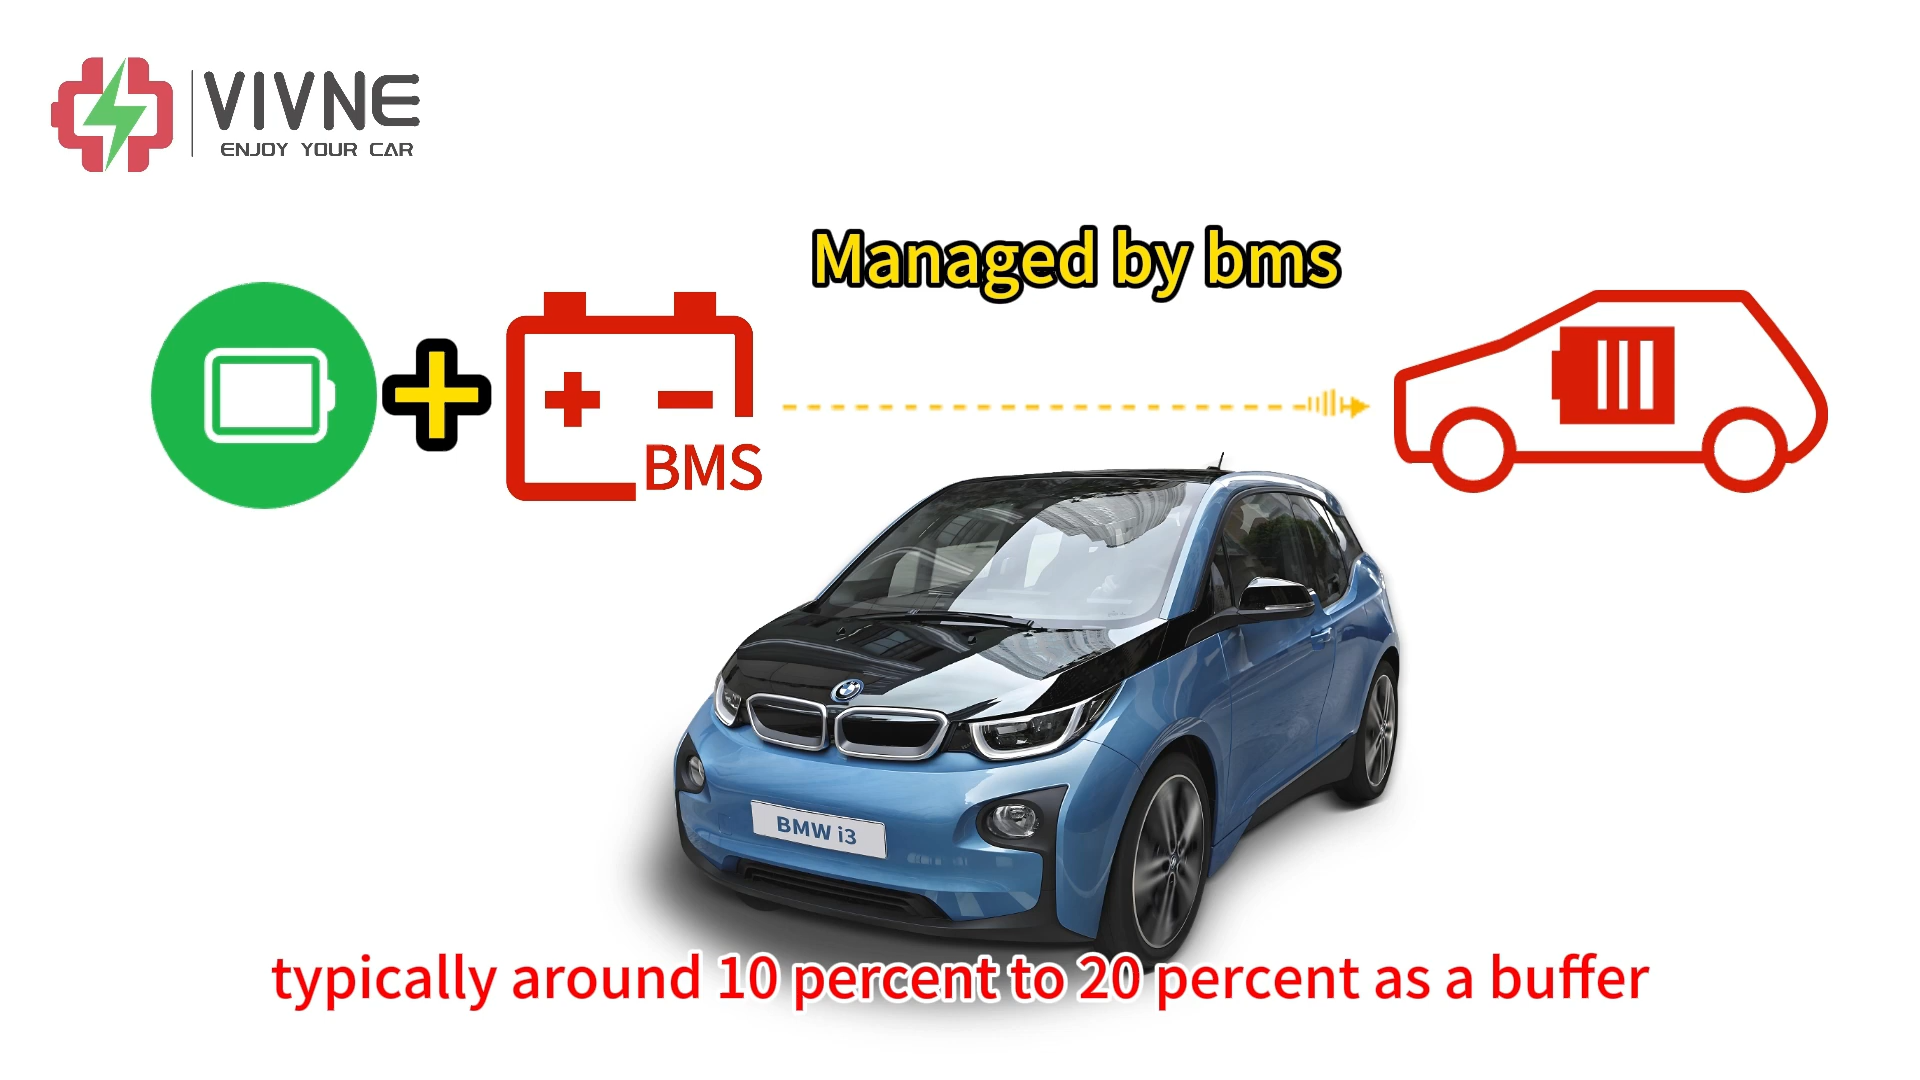 VIVNE
ENJOY YOUR CAR
Managed by bms
BMS
BMW i3
typically around 10 percent to 20 percent as a buffer